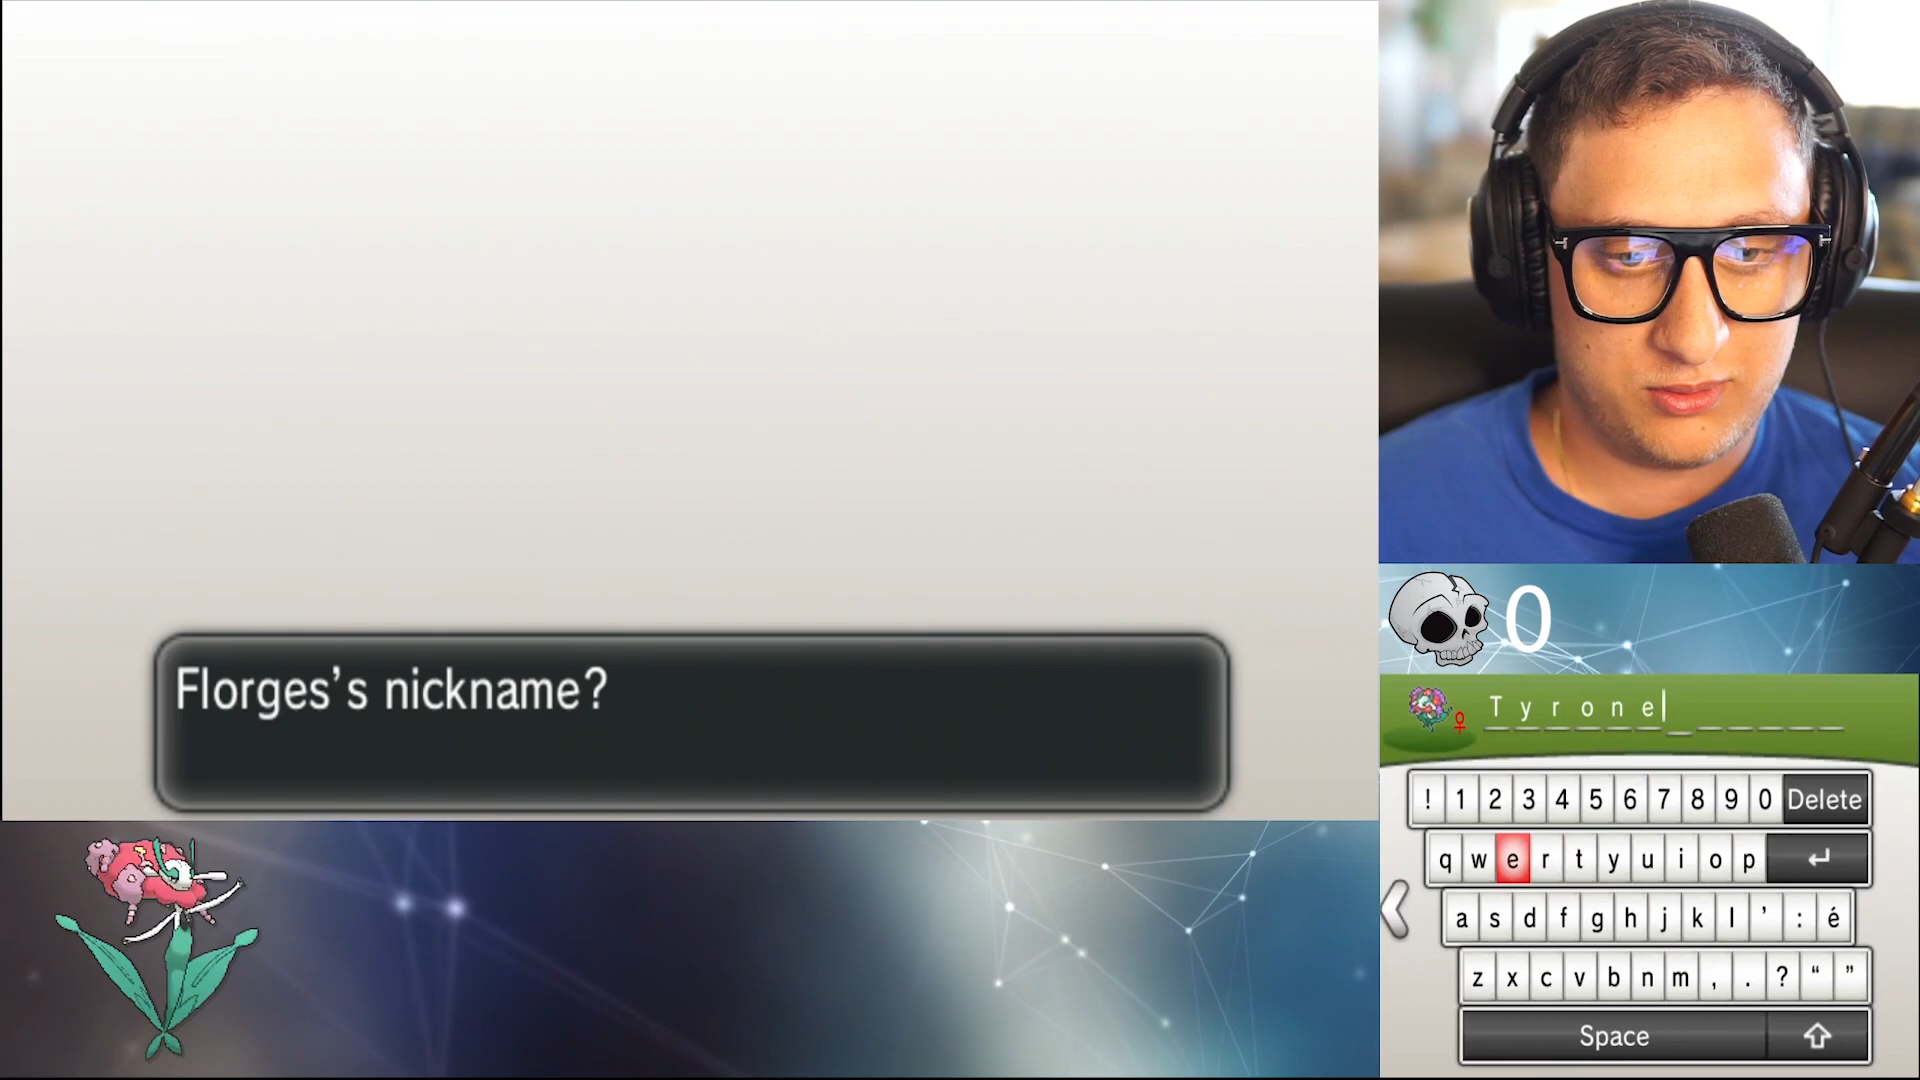 Florges’s nickname?
0
Tyrone
! 1 2 3 4 5 6 7 8 9 0 Delete
q w e r t y u i o p
a s d f g h j k l ’ : é
z x c v b n m , . ? “ ”
Space